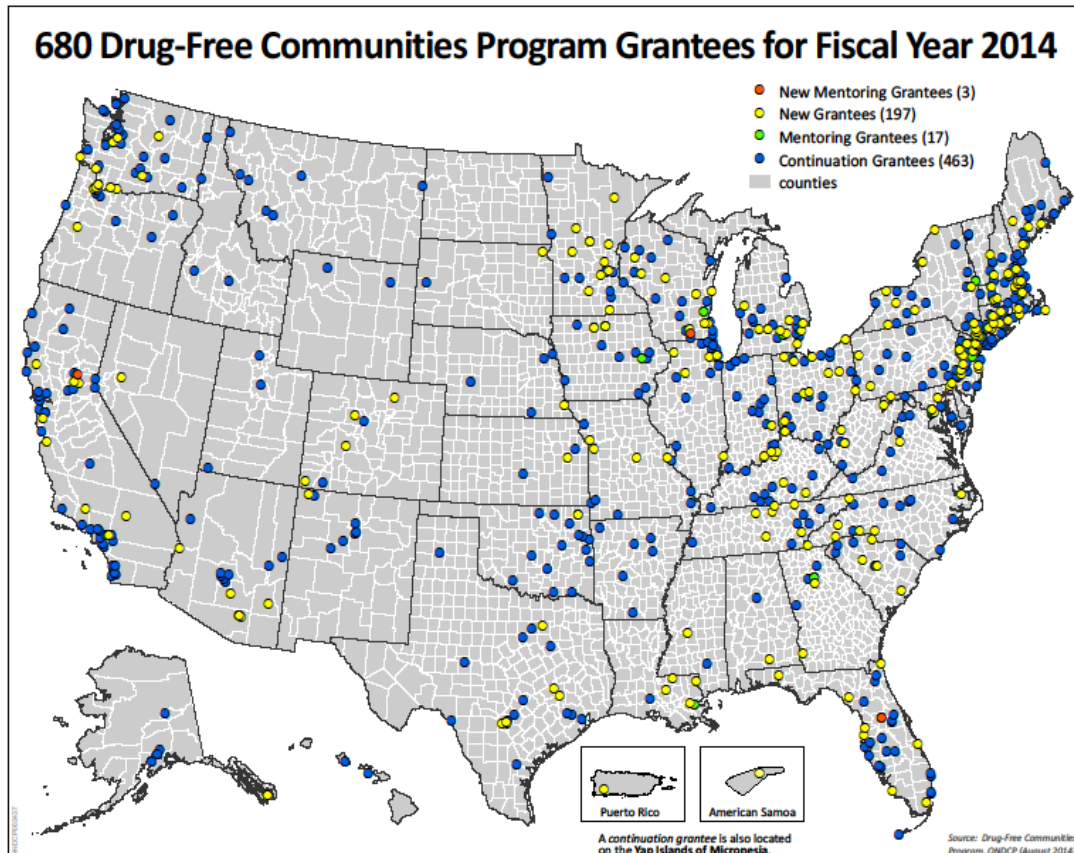 680 Drug-Free Communities Program Grantees for Fiscal Year 2014
New Mentoring Grantees (3)
New Grantees (197)
Mentoring Grantees (17)
Continuation Grantees (463)
counties
Puerto Rico
American Samoa
A continuation grantee is also located
on the Yap Islands of Micronesia.
Source: Drug-Free Communities
Program, ONDCP (August 2014)